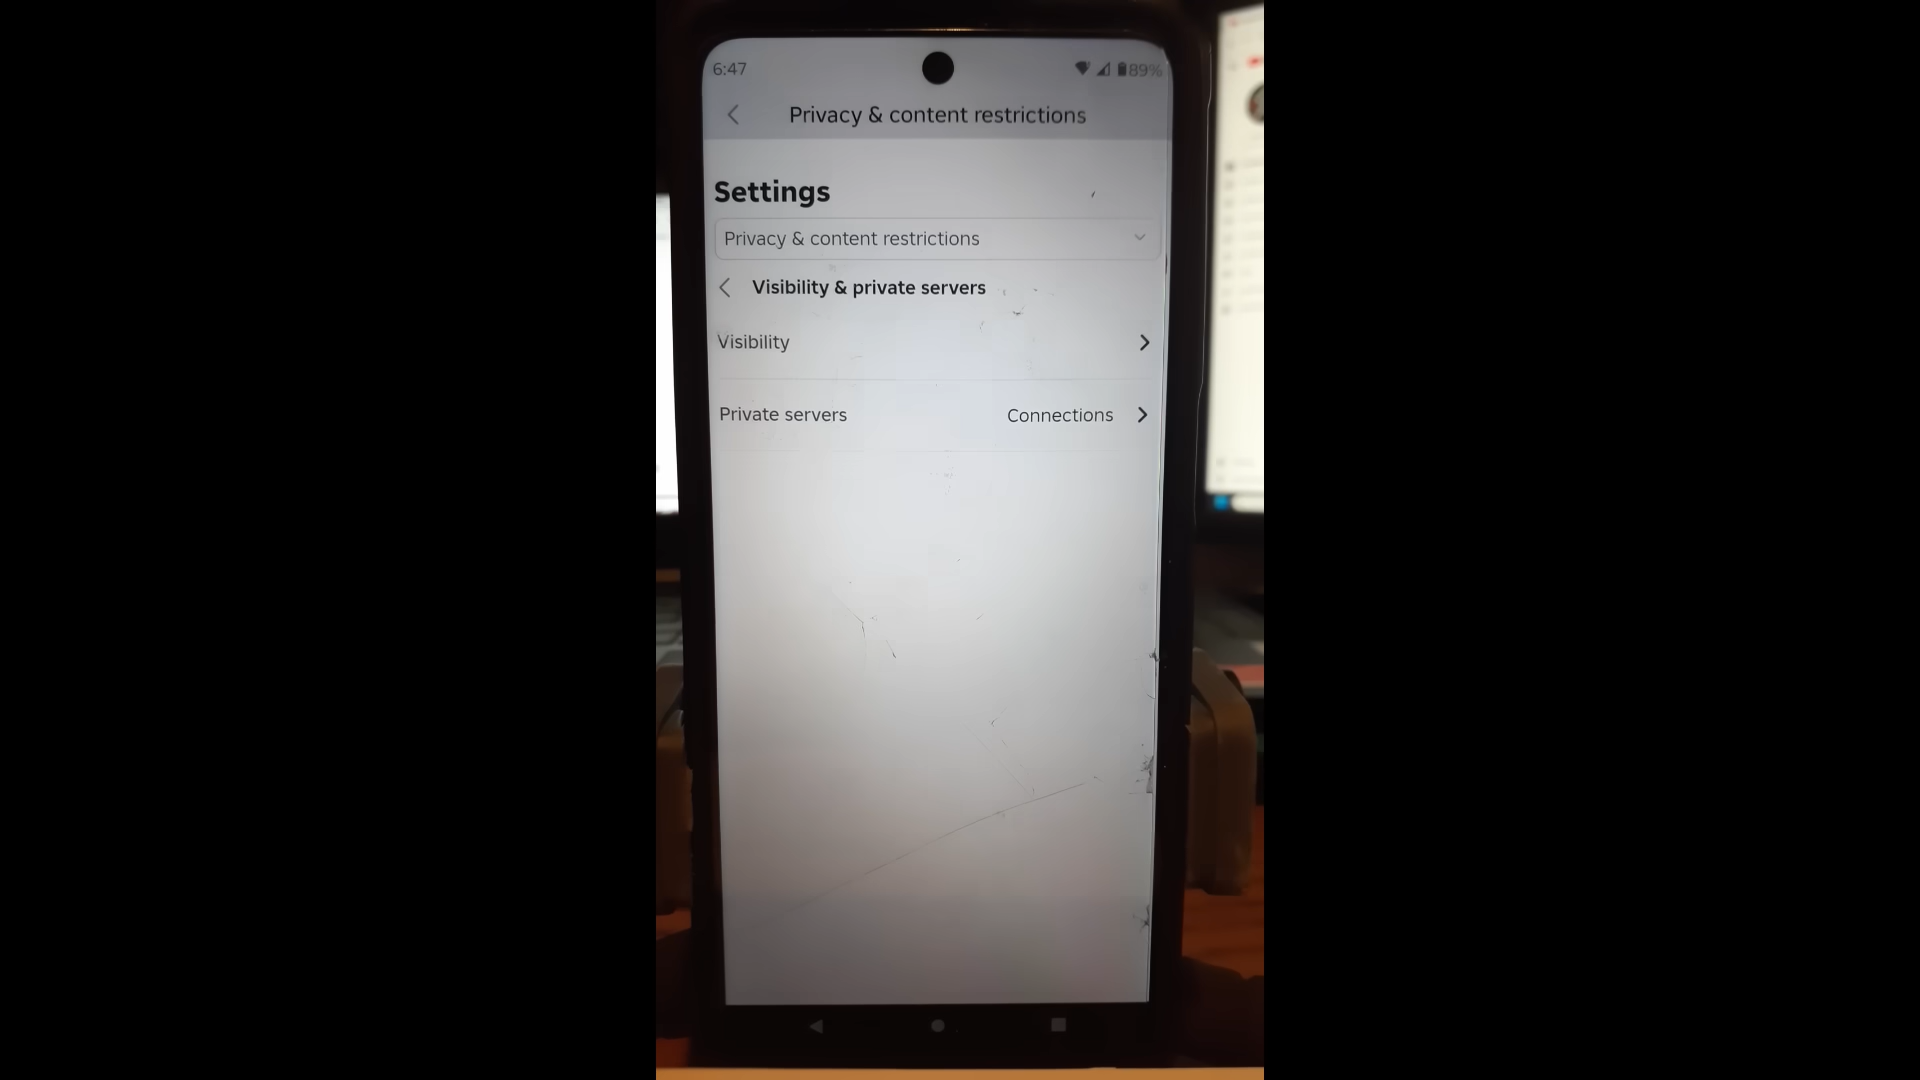 6:47
89%
Privacy & content restrictions
Settings
Privacy & content restrictions
Visibility & private servers
Visibility
Private servers Connections